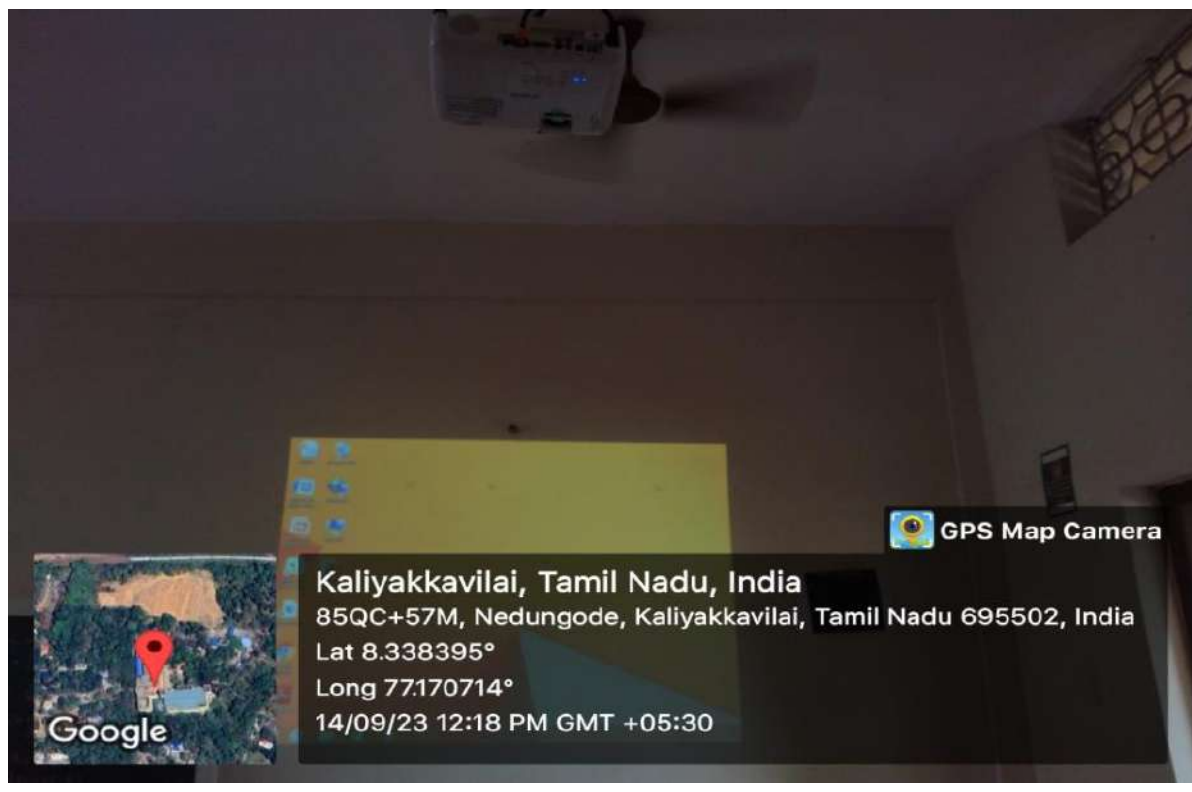 GPS Map Camera
Kaliyakkavilai, Tamil Nadu, India
85QC+57M, Nedungode, Kaliyakkavilai, Tamil Nadu 695502, India
Lat 8.338395°
Long 77.170714°
14/09/23 12:18 PM GMT +05:30
Google